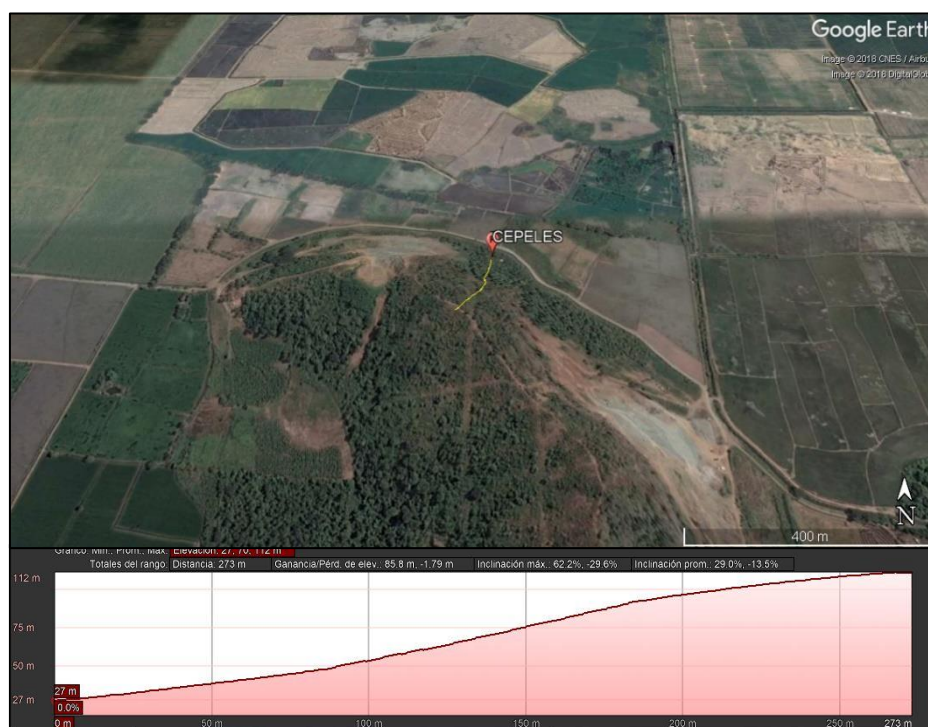 Google Earth
Image © 2018 CNES / Airbus
Image © 2018 DigitalGlobe
CEPELES
N
400 m
Gráfico: Mín., Prom., Máx. Elevación: 27, 70, 112 m
Totales del rango: Distancia: 273 m Ganancia/Pérd. de elev.: 85.8 m, -1.79 m Inclinación máx.: 62.2%, -29.6% Inclinación prom.: 29.0%, -13.5%
112 m
75 m
50 m
27 m
27 m
0.0%
0 m 50 m 100 m 150 m 200 m 250 m 273 m